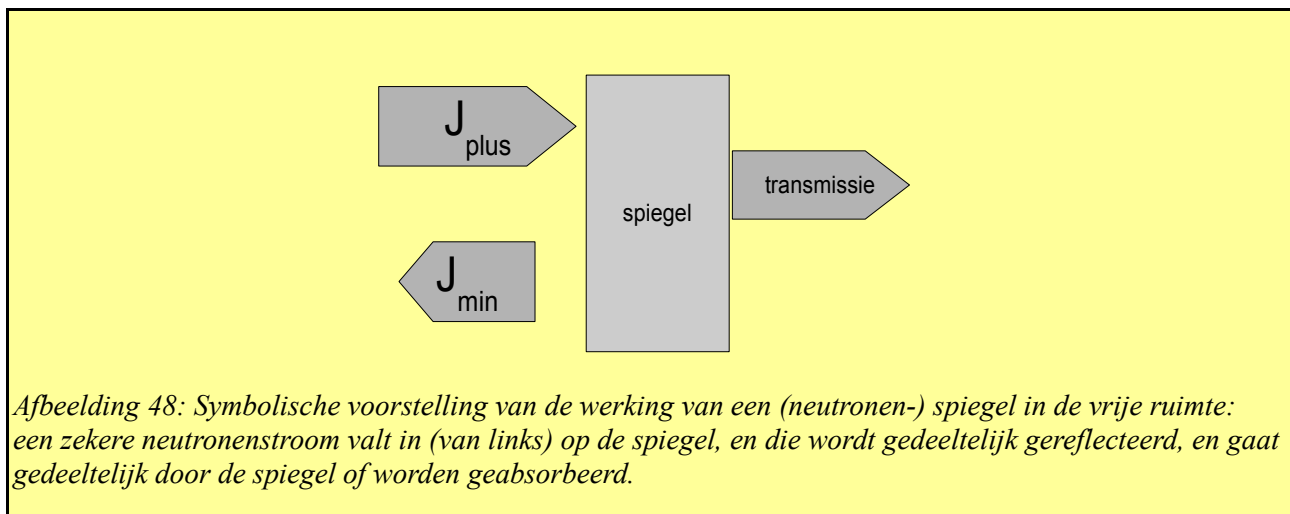 J plus
spiegel
transmissie
J min
Afbeelding 48: Symbolische voorstelling van de werking van een (neutronen-) spiegel in de vrije ruimte:
een zekere neutronenstroom valt in (van links) op de spiegel, en die wordt gedeeltelijk gereflecteerd, en gaat
gedeeltelijk door de spiegel of worden geabsorbeerd.